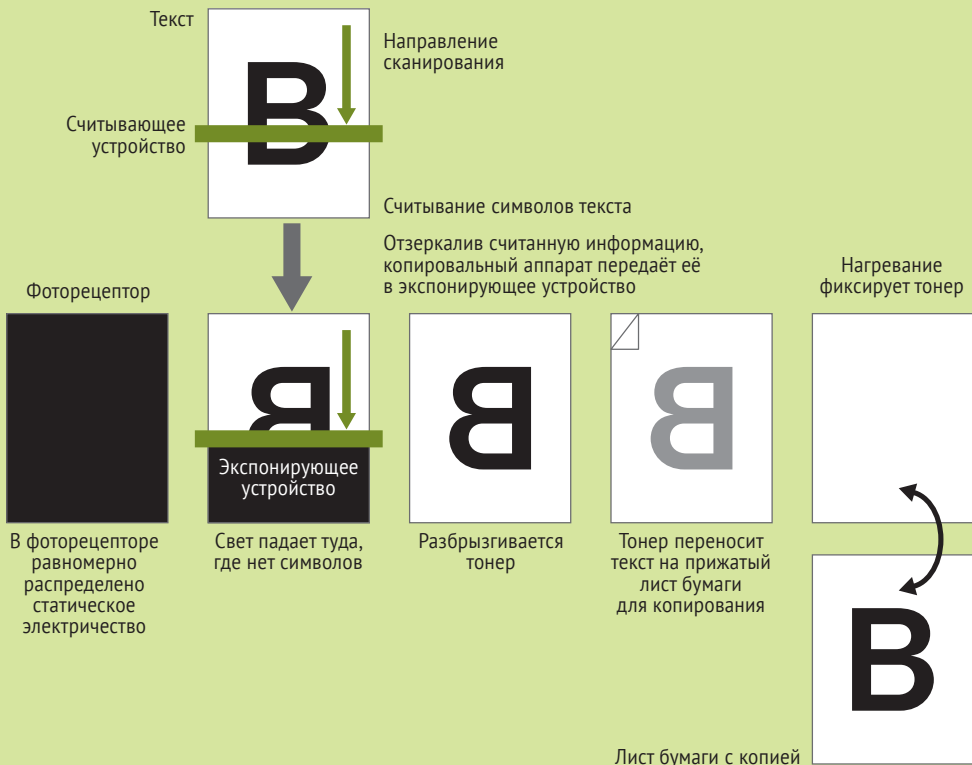 Текст
В
Направление
сканирования
Считывающее
устройство
Считывание символов текста
Отзеркалив считанную информацию,
копировальный аппарат передаёт её
в экспонирующее устройство
Фоторецептор
В фоторецепторе
равномерно
распределено
статическое
электричество
В
Экспонирующее
устройство
Свет падает туда,
где нет символов
В
Разбрызгивается
тонер
В
Тонер переносит
текст на прижатый
лист бумаги
для копирования
Нагревание
фиксирует тонер
В
Лист бумаги с копией